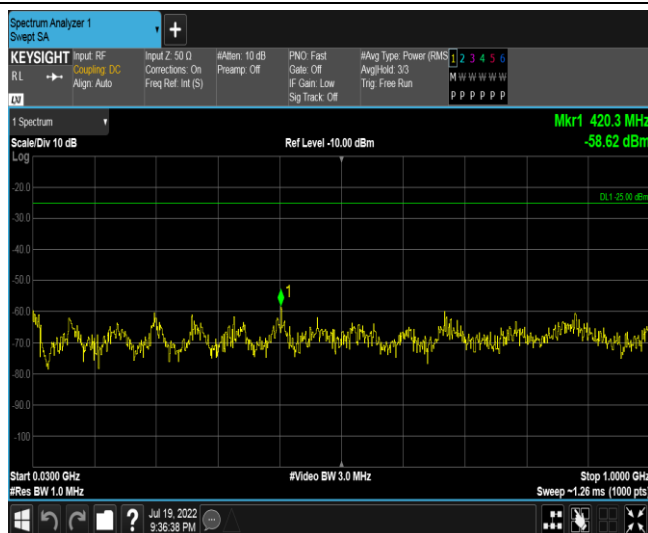 Spectrum Analyzer 1
Swept SA
KEYSIGHT
RL
Input: RF
Coupling: DC
Align: Auto
Input Z: 50 Ω
Corrections: On
Freq Ref: Int (S)
#Atten: 10 dB
Preamp: Off
PNO: Fast
Gate: Off
IF Gain: Low
Sig Track: Off
#Avg Type: Power (RMS
Avg|Hold: 3/3
Trig: Free Run
1 2 3 4 5 6
M W W W W W
P P P P P P
1 Spectrum
Scale/Div 10 dB
Ref Level -10.00 dBm
Mkr1 420.3 MHz
-58.62 dBm
Log
-20.0
DL1 -25.00 dBm
-30.0
-40.0
-50.0
1
-60.0
-70.0
-80.0
-90.0
-100
Start 0.0300 GHz
#Video BW 3.0 MHz
Stop 1.0000 GHz
#Res BW 1.0 MHz
Sweep ~1.26 ms (1000 pts)
Jul 19, 2022
9:36:38 PM